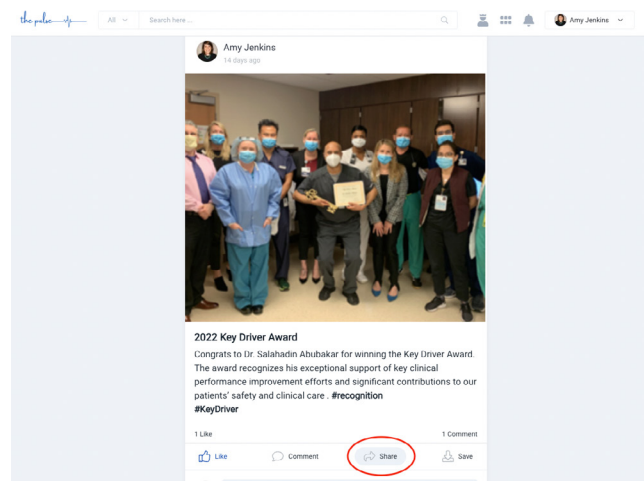 the pulse
All
Search here ...
Amy Jenkins
Amy Jenkins
14 days ago
2022 Key Driver Award
Congrats to Dr. Salahadin Abubakar for winning the Key Driver Award.
The award recognizes his exceptional support of key clinical
performance improvement efforts and significant contributions to our
patients' safety and clinical care . #recognition
#KeyDriver
1 Like
1 Comment
Like
Comment
Share
Save